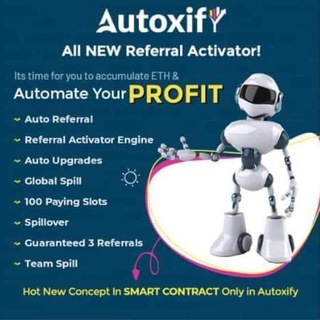 Autoxify
All NEW Referral Activator!
Its time for you to accumulate ETH &
Automate Your PROFIT
Auto Referral
Referral Activator Engine
Auto Upgrades
Global Spill
100 Paying Slots
Spillover
Guaranteed 3 Referrals
Team Spill
Hot New Concept In SMART CONTRACT Only in Autoxify